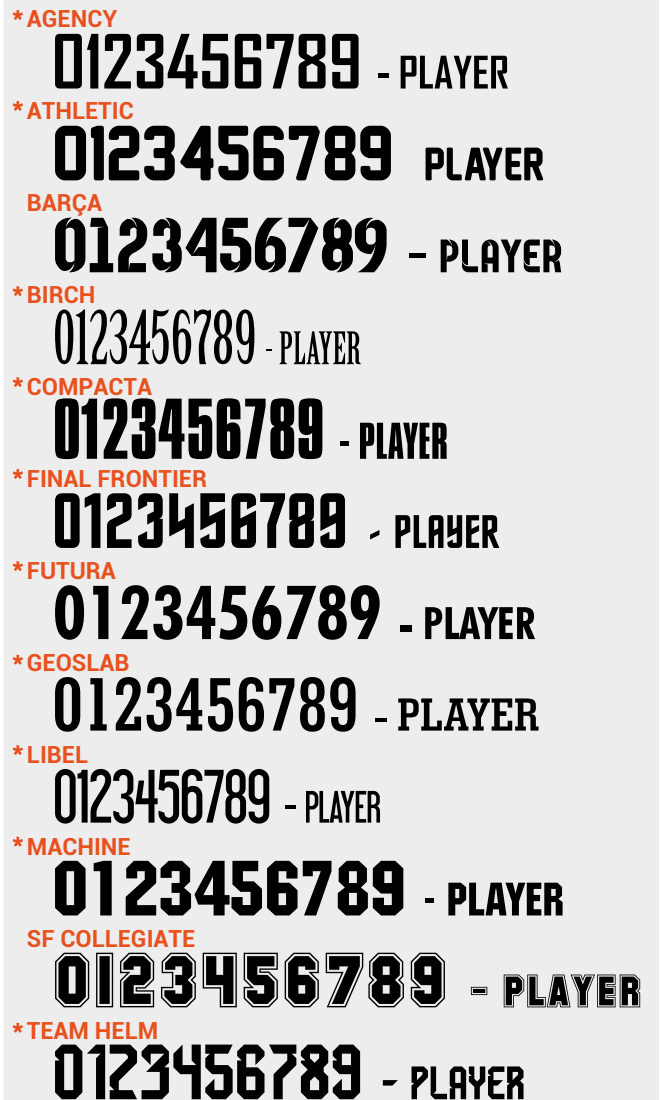 *AGENCY
0123456789 - PLAYER
*ATHLETIC
0123456789 PLAYER
BARÇA
0123456789 - PLAYER
*BIRCH
0123456789 - PLAYER
*COMPACTA
0123456789 - PLAYER
*FINAL FRONTIER
0123456789 - PLAYER
*FUTURA
0123456789 - PLAYER
*GEOSLAB
0123456789 - PLAYER
*LIBEL
0123456789 - PLAYER
*MACHINE
0123456789 - PLAYER
SF COLLEGIATE
0123456789 - PLAYER
*TEAM HELM
0123456789 - PLAYER